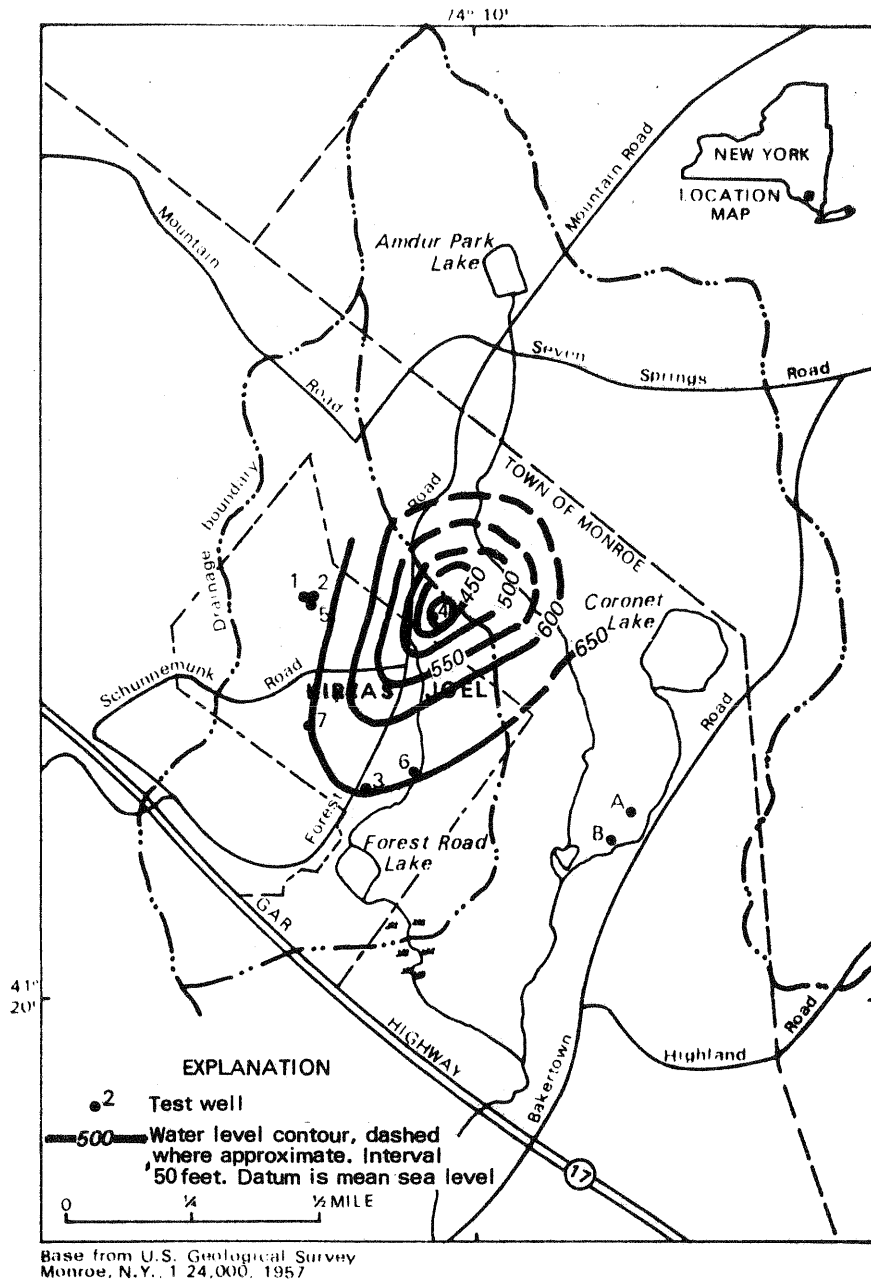 74° 10'
NEW YORK
LOCATION
MAP
Mountain Road
Mountain
Road
Amdur Park
Lake
Seven
Springs
Road
TOWN OF MONROE
Drainage boundary
Road
450
500
550
600
650
4
1
2
5
Coronet
Lake
Schunnemunk
Road
KIRYAS JOEL
7
6
3
Forest
A
B
Road
Forest Road
Lake
GAR
HIGHWAY
41°
20'
Bakertown
Highland
Road
17
EXPLANATION
2 Test well
500 Water level contour, dashed
where approximate. Interval
50 feet. Datum is mean sea level
0 ¼ ½ MILE
Base from U.S. Geological Survey
Monroe, N.Y., 1 24,000, 1957